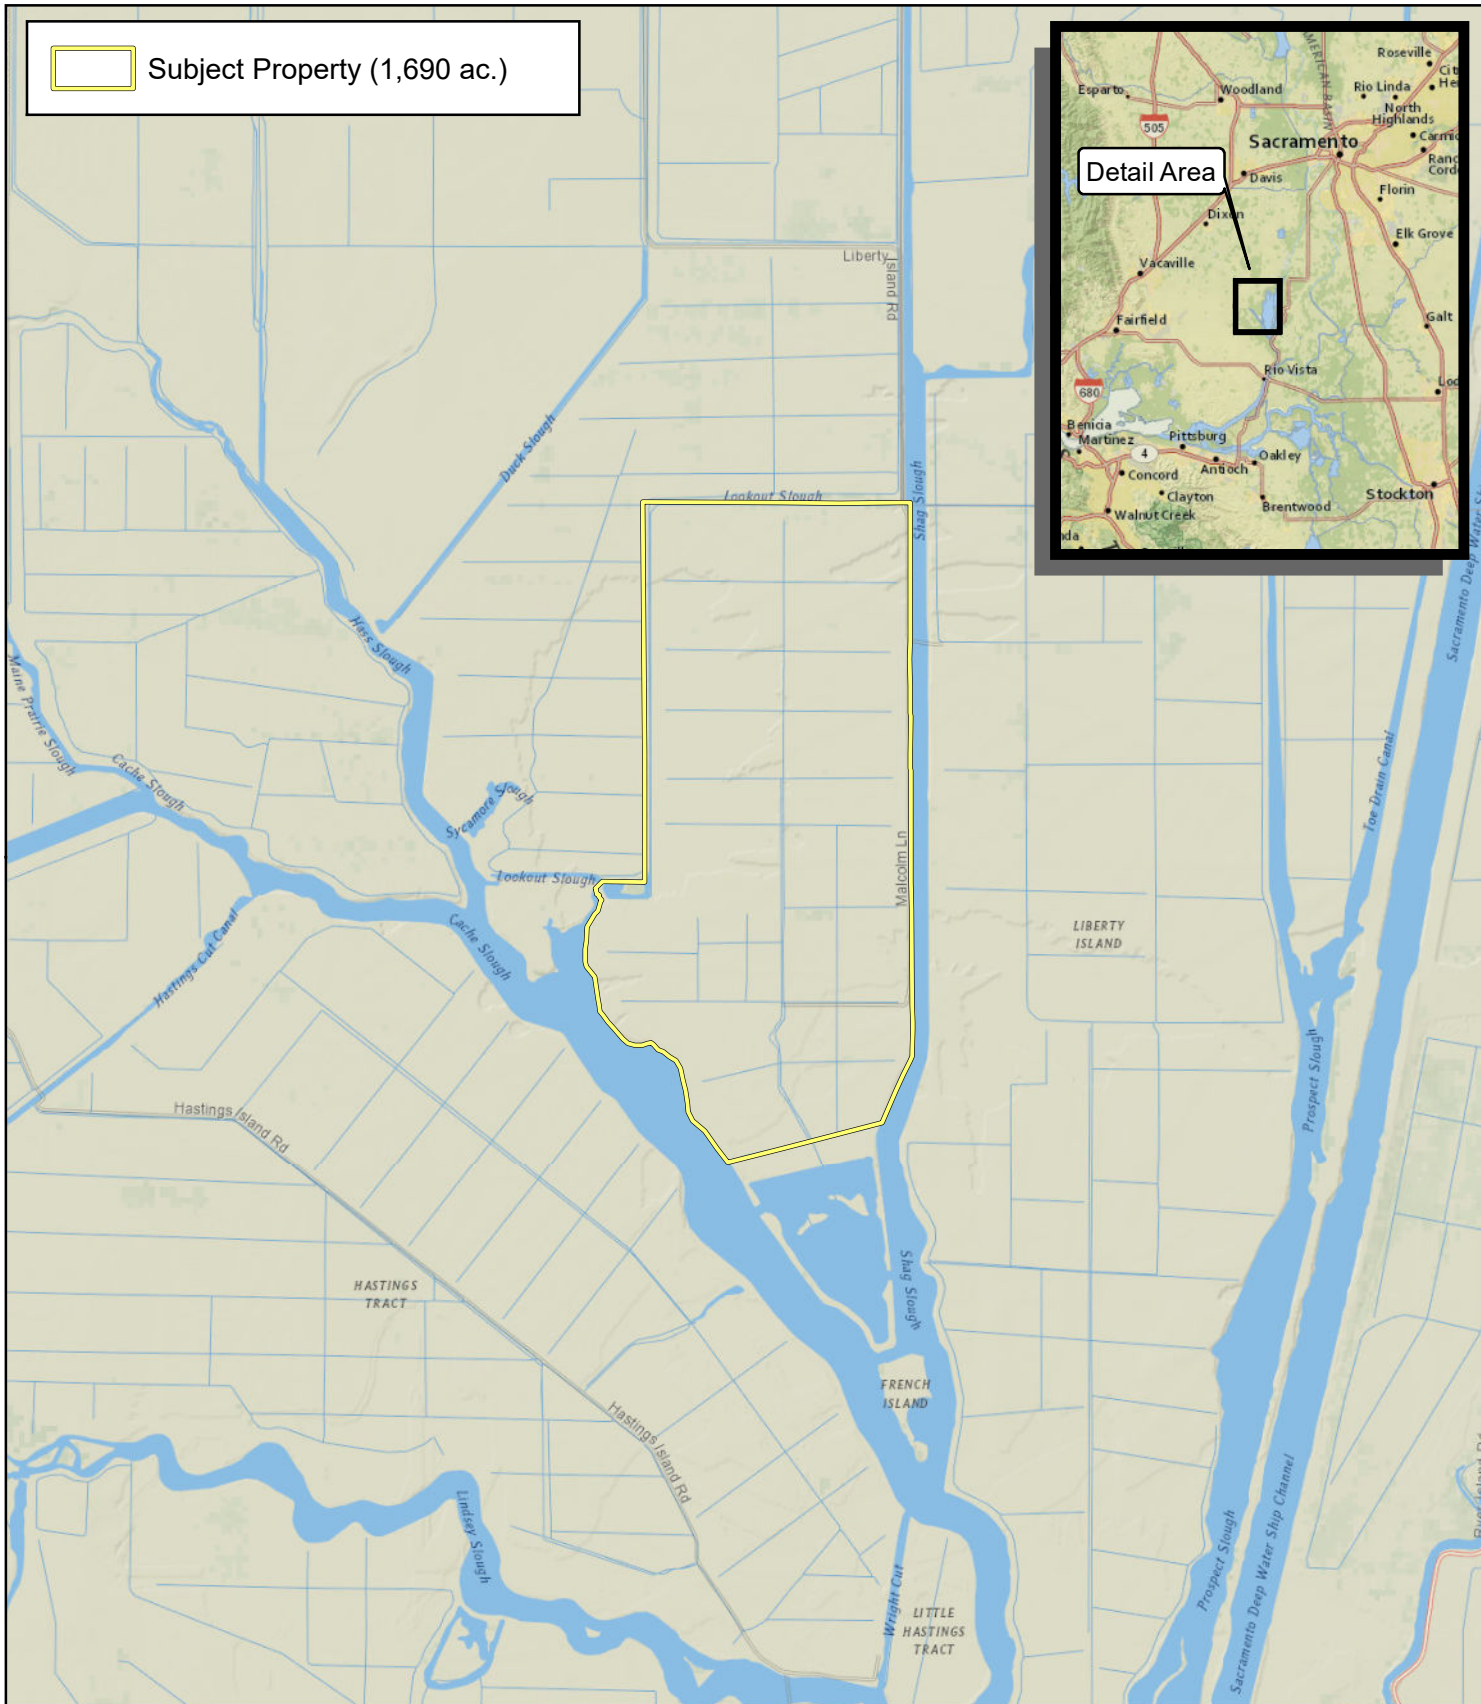 Subject Property (1,690 ac.)
AMERICAN BASIN
Roseville
Esparto
Woodland
Rio Linda
North
Highlands
505
Sacramento
Detail Area
Davis
Florin
Dixon
Elk Grove
Vacaville
Fairfield
Galt
Rio Vista
680
Benicia
Martinez
Pittsburg
4
Oakley
Antioch
Concord
Clayton
Brentwood
Stockton
Walnut Creek
Liberty Island Rd
Duck Slough
Lookout Slough
Shag Slough
Hass Slough
Maine Prairie Slough
Cache Slough
Sycamore Slough
Toe Drain Canal
Malcolm Ln
Lookout Slough
Cache Slough
Hastings Cut Canal
LIBERTY
ISLAND
Prospect Slough
Hastings Island Rd
HASTINGS
TRACT
Shag Slough
FRENCH
ISLAND
Hastings Island Rd
Lindsey Slough
Wright Cut
LITTLE
HASTINGS
TRACT
Prospect Slough
Sacramento Deep Water Ship Channel
Sacramento Deep Water